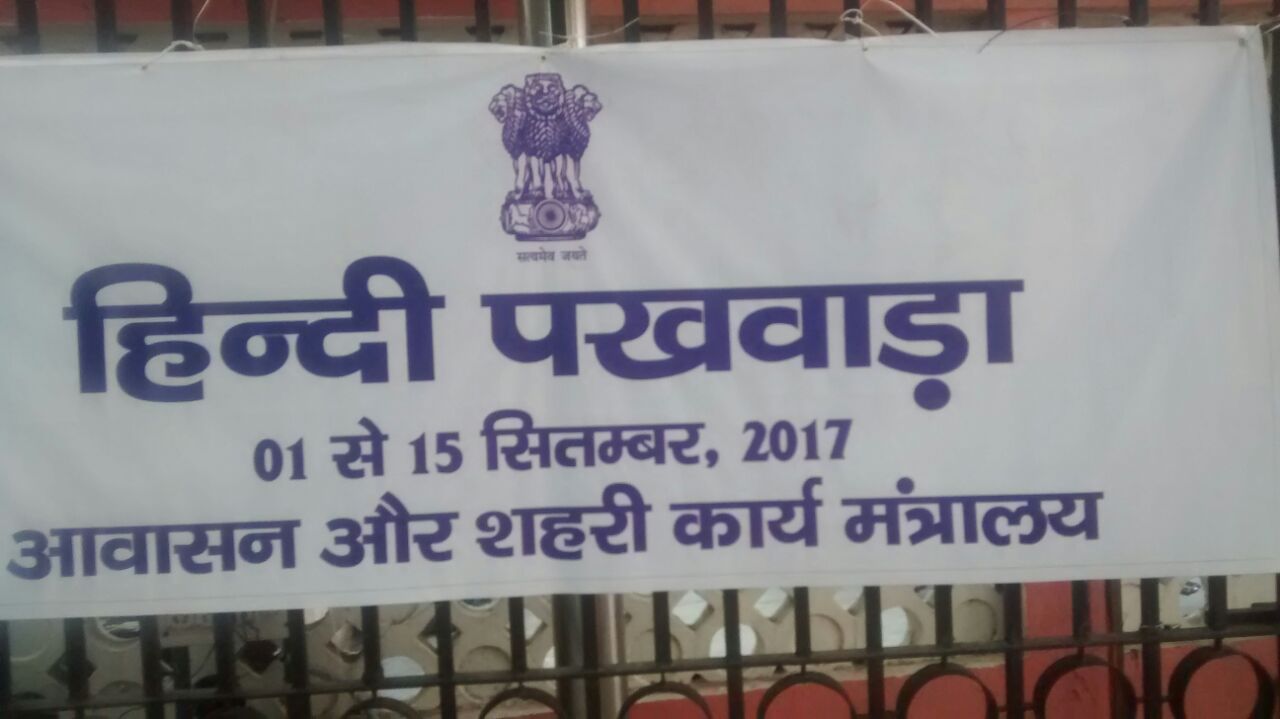 सत्यमेव जयते
हिन्दी पखवाड़ा
01 से 15 सितम्बर, 2017
आवासन और शहरी कार्य मंत्रालय